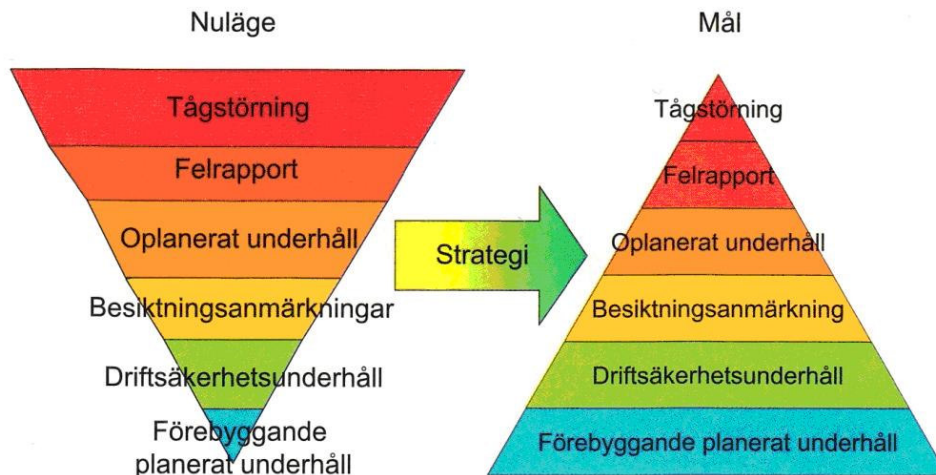 Nuläge
Tågstörning
Felrapport
Oplanerat underhåll
Besiktningsanmärkningar
Driftsäkerhetsunderhåll
Förebyggande
planerat underhåll
Strategi
Mål
Tågstörning
Felrapport
Oplanerat underhåll
Besiktningsanmärkning
Driftsäkerhetsunderhåll
Förebyggande planerat underhåll